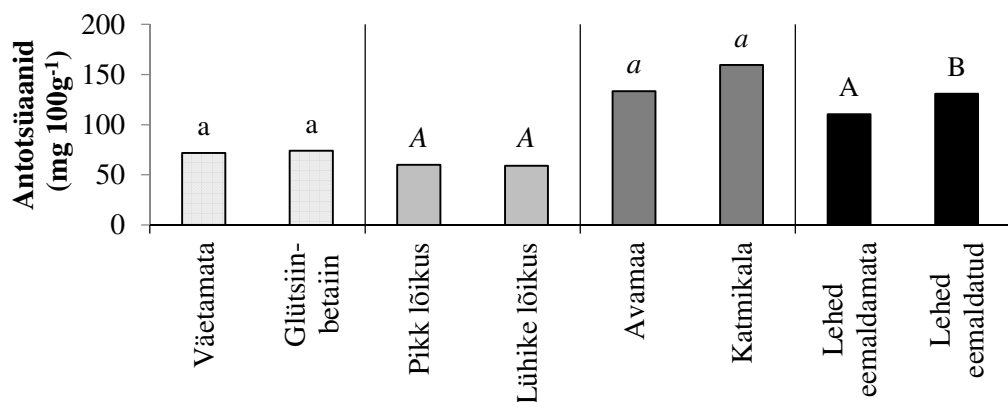 Antotsüaanid
(mg 100g-1)
200
150
100
50
0
a
a
A
A
a
a
A
B
Väetamata
Glütsiin-
betaiin
Pikk lõikus
Lühike lõikus
Avamaa
Katmikala
Lehed
eemaldamata
Lehed
eemaldatud